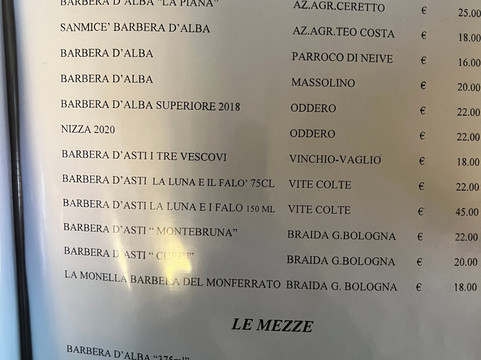 BARBERA D'ALBA "LA PIANA" AZ.AGR.CERETTO € 25.00
SANMICE' BARBERA D'ALBA AZ.AGR.TEO COSTA € 18.00
BARBERA D'ALBA PARROCO DI NEIVE € 16.00
BARBERA D'ALBA MASSOLINO € 20.00
BARBERA D'ALBA SUPERIORE 2018 ODDERO € 22.00
NIZZA 2020 ODDERO € 22.00
BARBERA D'ASTI I TRE VESCOVI VINCHIO-VAGLIO € 18.00
BARBERA D'ASTI LA LUNA E IL FALO' 75CL VITE COLTE € 22.00
BARBERA D'ASTI LA LUNA E I FALO 150 ML VITE COLTE € 45.00
BARBERA D'ASTI " MONTEBRUNA" BRAIDA G.BOLOGNA € 22.00
BARBERA D'ASTI " BRAIDA G.BOLOGNA € 20.00
LA MONELLA BARBERA DEL MONFERRATO BRAIDA G. BOLOGNA € 18.00
LE MEZZE
BARBERA D'ALBA "375ml"